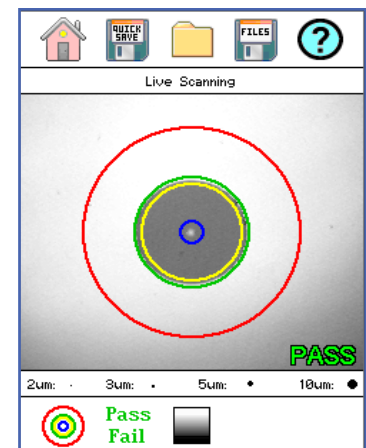 QUICK SAVE FILES ?
Live Scanning
PASS
2um: 3um: 5um: 10um:
Pass
Fail